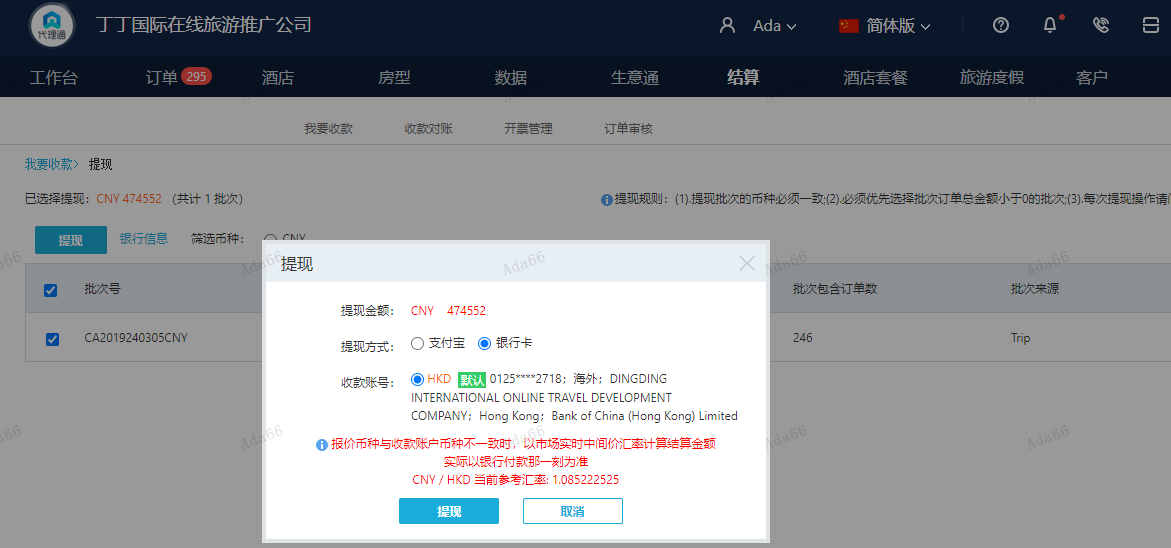 代理通
丁丁国际在线旅游推广公司
Ada
简体版
工作台
订单 295
酒店
房型
数据
生意通
结算
酒店套餐
旅游度假
客户
我要收款
收款对账
开票管理
订单审核
我要收款> 提现
已选择提现: CNY 474552 (共计 1 批次)
提现规则: (1).提现批次的币种必须一致;(2).必须优先选择批次订单总金额小于0的批次;(3).每次提现操作请
提现
银行信息
筛选币种:
CNY
批次号
批次包含订单数
批次来源
CA2019240305CNY
246
Trip
提现
提现金额: CNY 474552
提现方式: 支付宝 银行卡
收款账号: HKD 默认 0125****2718; 海外; DINGDING
INTERNATIONAL ONLINE TRAVEL DEVELOPMENT
COMPANY; Hong Kong; Bank of China (Hong Kong) Limited
报价币种与收款账户币种不一致时, 以市场实时中间价汇率计算结算金额
实际以银行付款那一刻为准
CNY / HKD 当前参考汇率: 1.085222525
提现
取消
Ada66
Ada66
Ada66
Ada66
Ada66
Ada66
Ada66
Ada66